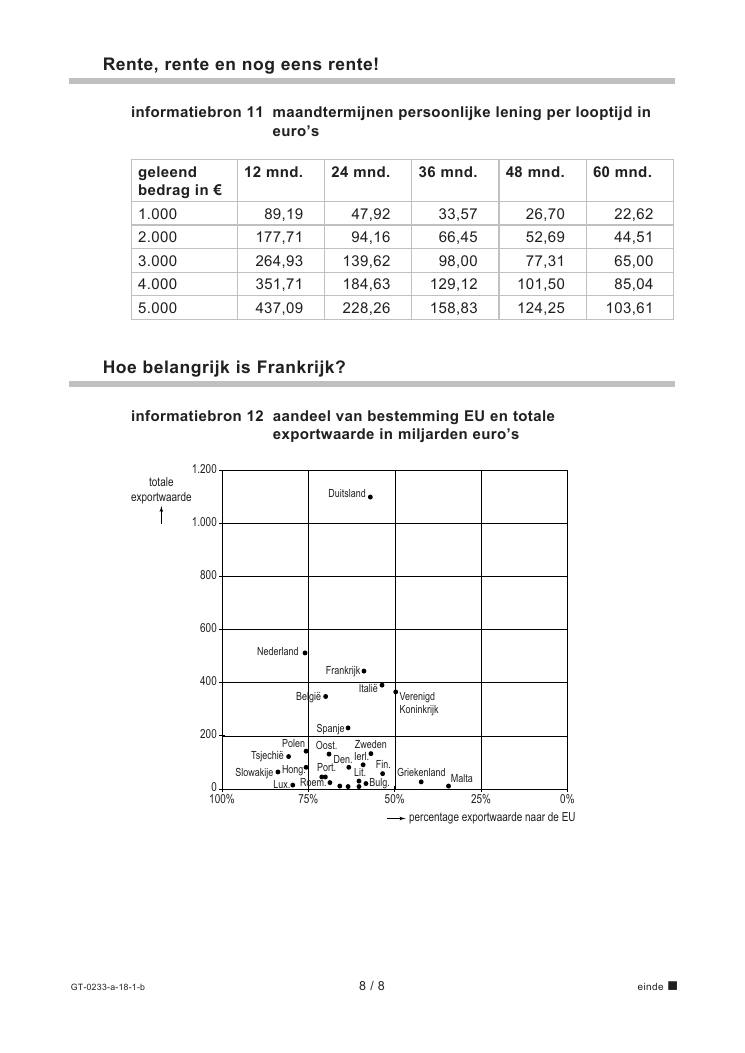 Rente, rente en nog eens rente!
informatiebron 11 maandtermijnen persoonlijke lening per looptijd in
euro's
geleend
bedrag in € 12 mnd. 24 mnd. 36 mnd. 48 mnd. 60 mnd.
1.000 89,19 47,92 33,57 26,70 22,62
2.000 177,71 94,16 66,45 52,69 44,51
3.000 264,93 139,62 98,00 77,31 65,00
4.000 351,71 184,63 129,12 101,50 85,04
5.000 437,09 228,26 158,83 124,25 103,61
Hoe belangrijk is Frankrijk?
informatiebron 12 aandeel van bestemming EU en totale
exportwaarde in miljarden euro's
totale
exportwaarde
1.200
Duitsland
1.000
800
600
Nederland
Frankrijk
400
Italië
België
Verenigd
Koninkrijk
Spanje
200
Polen Oost. Zweden
Tsjechië Den. Ierl.
Slowakije Hong. Port. Lit. Fin. Griekenland Malta
Lux. Roem. Bulg.
0
100% 75% 50% 25% 0%
percentage exportwaarde naar de EU
GT-0233-a-18-1-b 8 / 8 einde